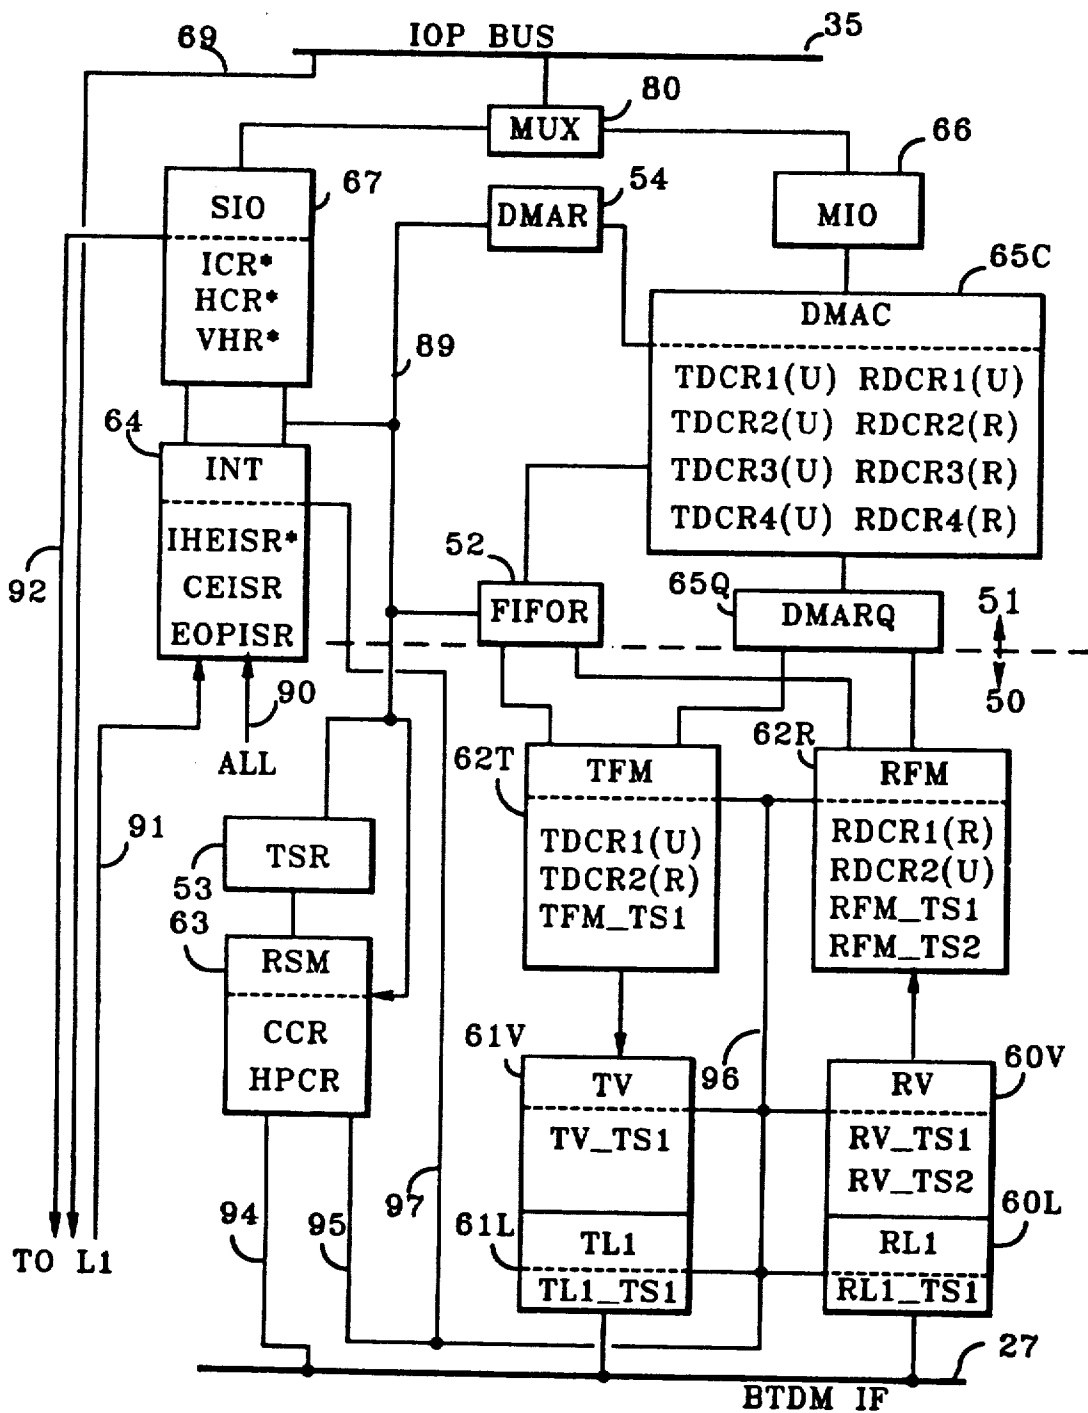 IOP BUS
35
69
80
MUX
66
67
54
SIO
DMAR
MIO
ICR*
HCR*
VHR*
65C
DMAC
89
TDCR1(U) RDCR1(U)
TDCR2(U) RDCR2(R)
TDCR3(U) RDCR3(R)
TDCR4(U) RDCR4(R)
64
INT
IHEISR*
CEISR
EOPISR
92
52
FIFOR
65Q
DMARQ
51
50
90
ALL
91
62T
TFM
TDCR1(U)
TDCR2(R)
TFM_TS1
62R
RFM
RDCR1(R)
RDCR2(U)
RFM_TS1
RFM_TS2
TSR
53
63
RSM
CCR
HPCR
61V
TV
TV_TS1
96
60V
RV
RV_TS1
RV_TS2
94
95
97
61L
TL1
TL1_TS1
60L
RL1
RL1_TS1
TO L1
27
BTDM IF